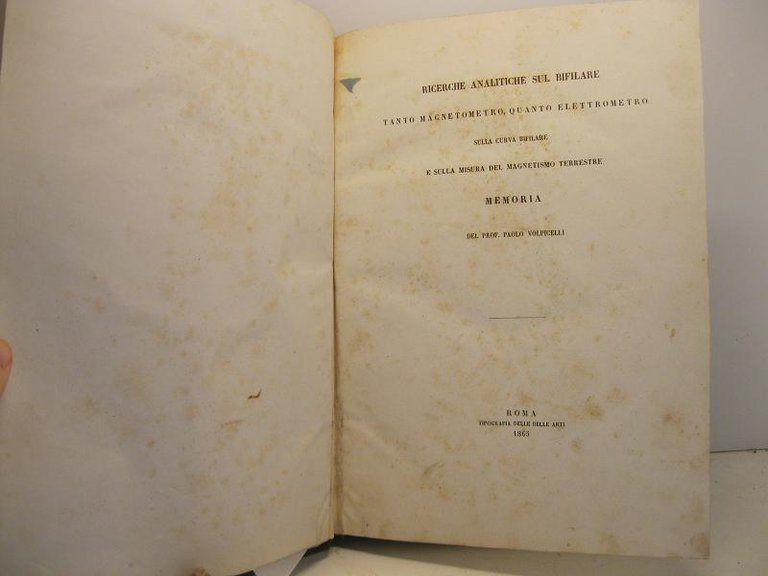 RICERCHE ANALITICHE SUL BIFILARE
TANTO MAGNETOMETRO, QUANTO ELETTROMETRO
SULLA CURVA BIFILARE
E SULLA MISURA DEL MAGNETISMO TERRESTRE
MEMORIA
DEL PROF. PAOLO VOLPICELLI
ROMA
TIPOGRAFIA DELLE BELLE ARTI
1865